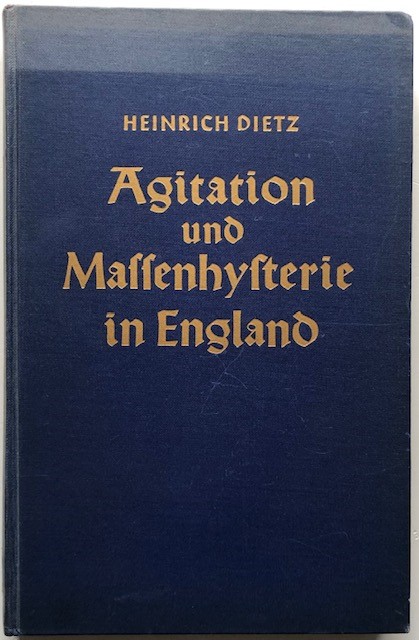 HEINRICH DIETZ
Agitation
und
Maſſenhyſterie
in England